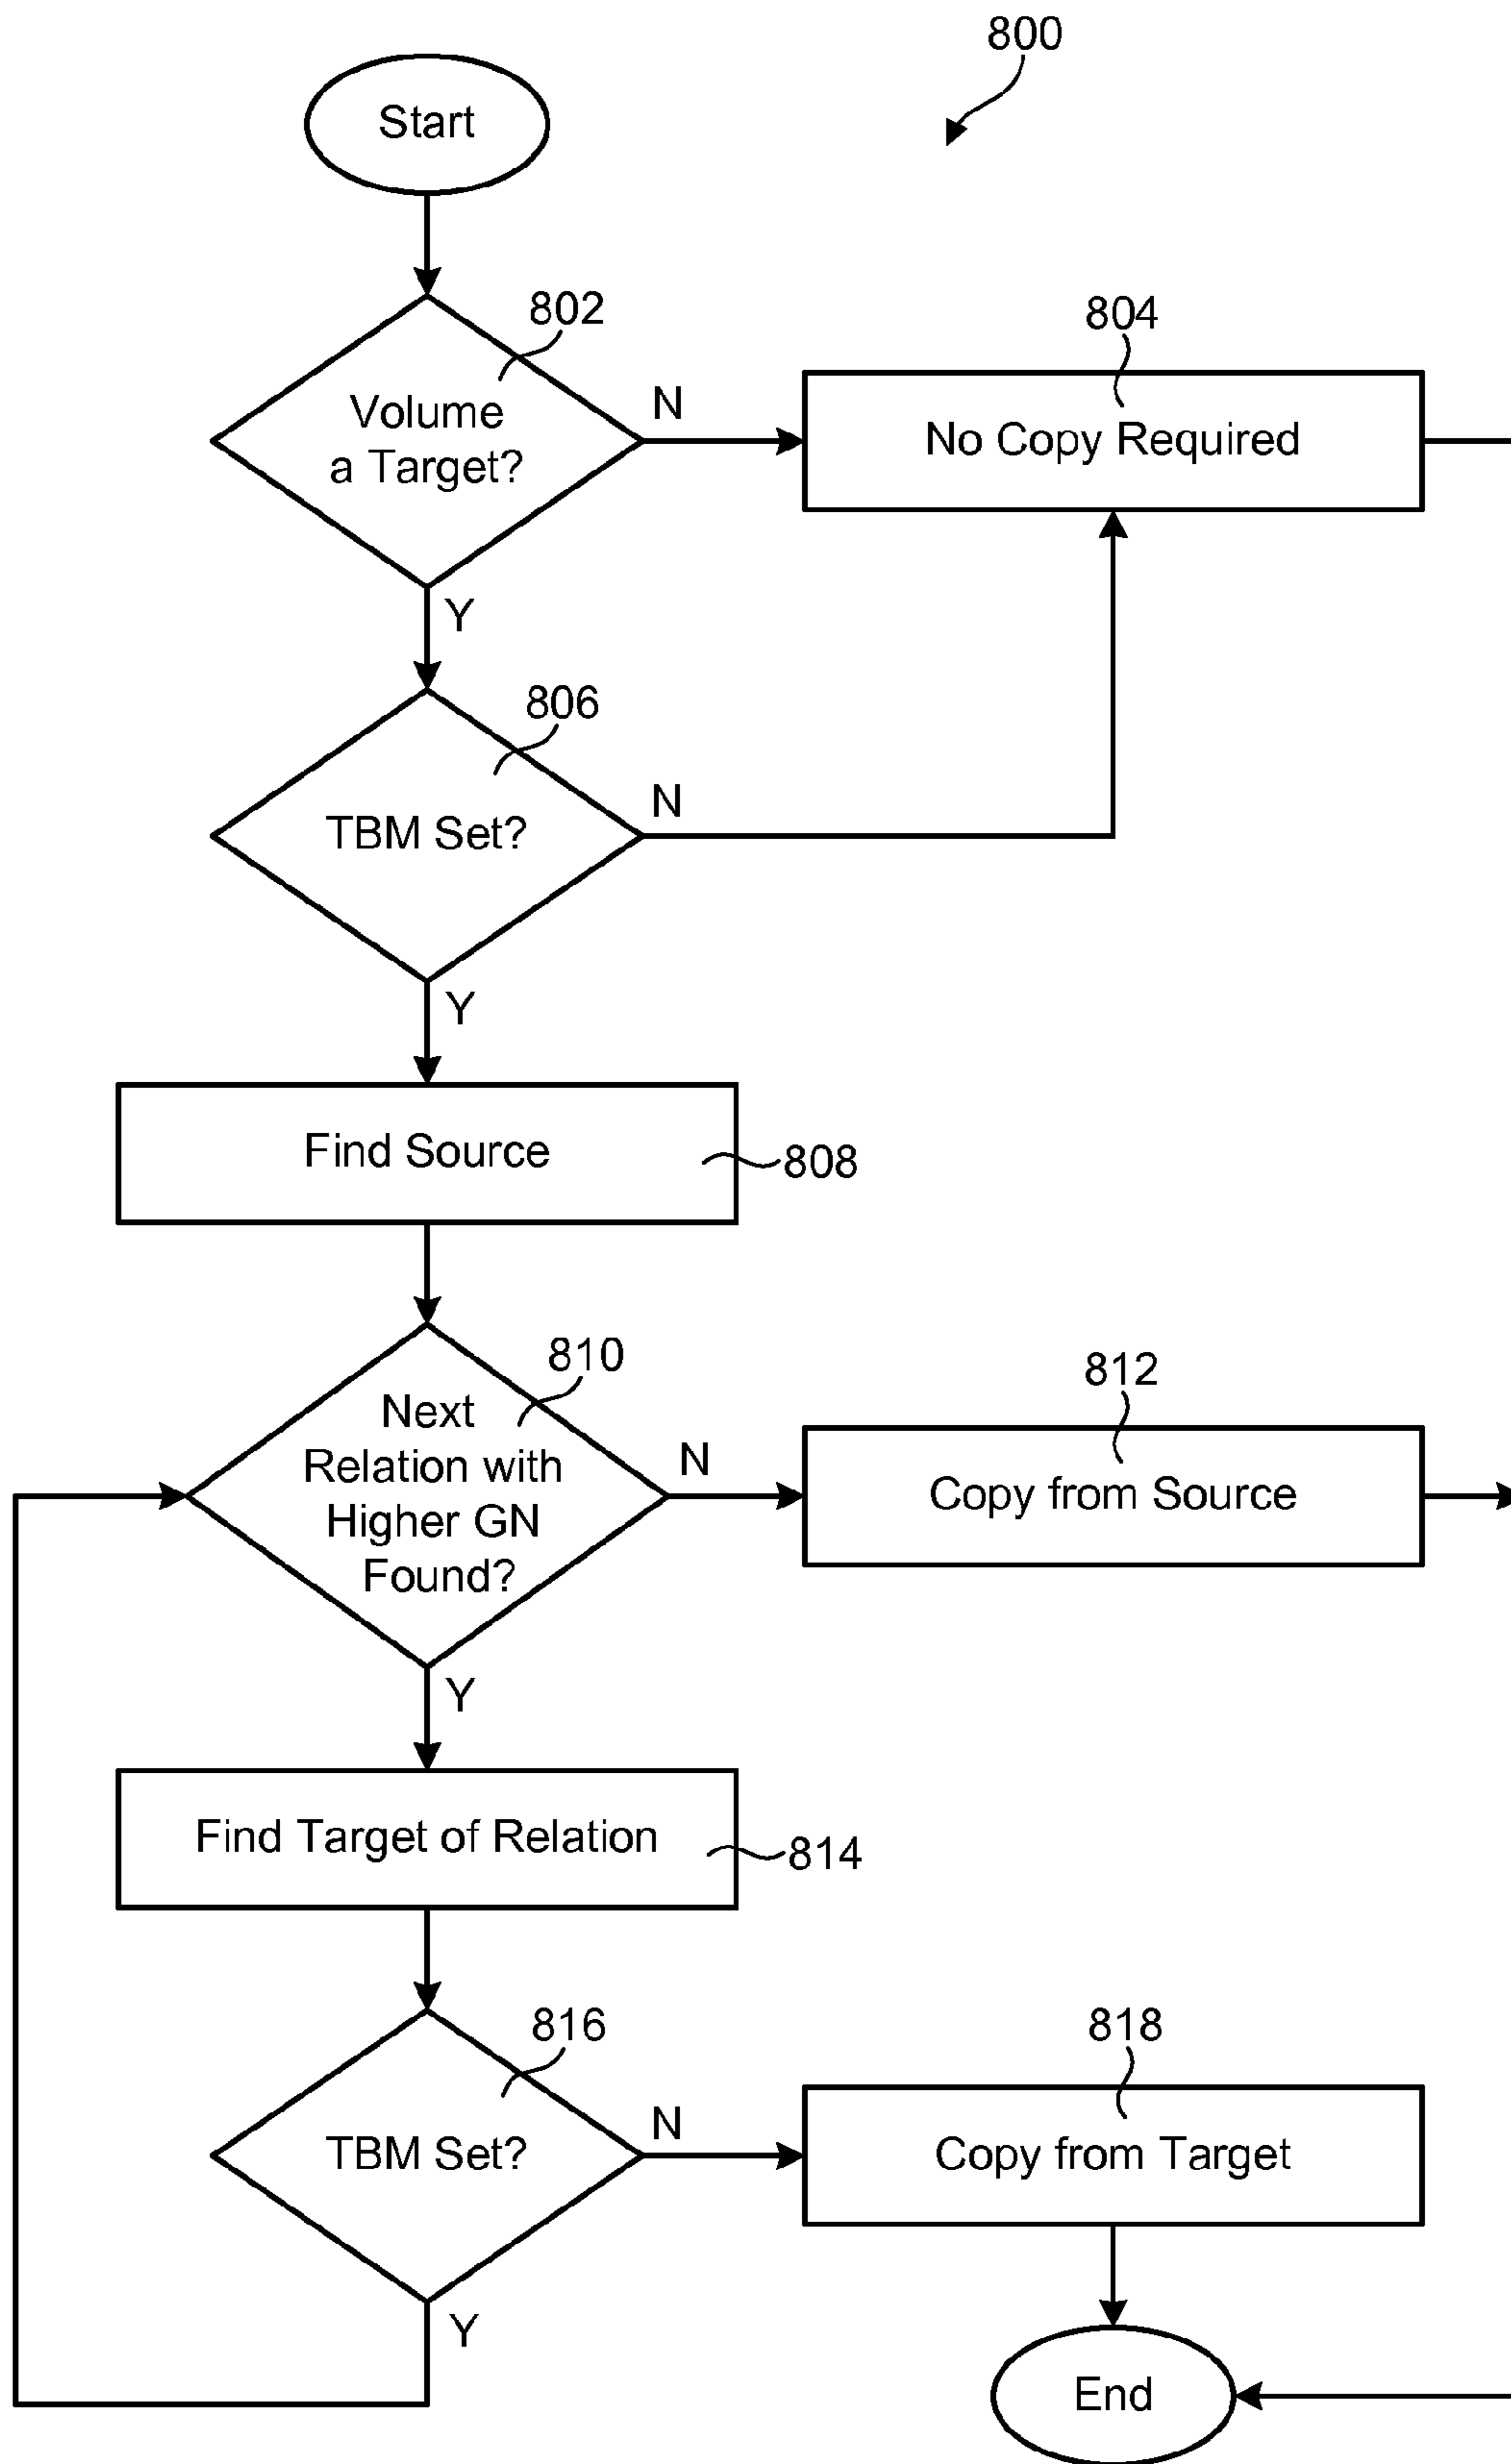 800
Start
802
Volume
a Target?
N
804
No Copy Required
Y
806
TBM Set?
N
Y
Find Source
808
810
Next
Relation with
Higher GN
Found?
N
812
Copy from Source
Y
Find Target of Relation
814
816
TBM Set?
N
818
Copy from Target
Y
End